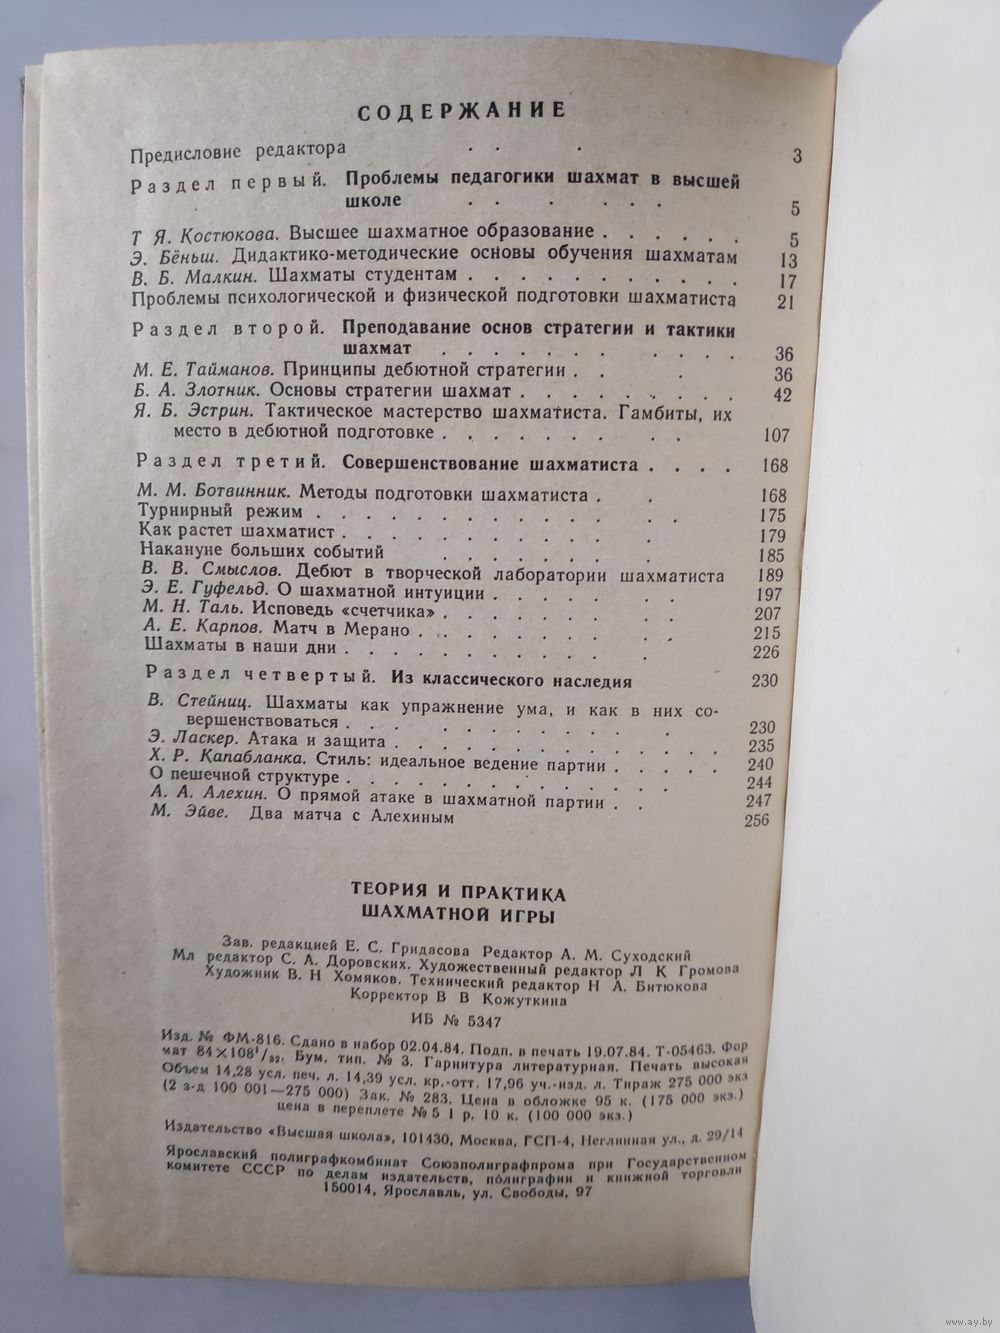 СОДЕРЖАНИЕ
Предисловие редактора . . . 3
Раздел первый. Проблемы педагогики шахмат в высшей
школе . . . . . . 5
Т Я. Костюкова. Высшее шахматное образование . . . . . . 5
Э. Бёньш. Дидактико-методические основы обучения шахматам 13
В. Б. Малкин. Шахматы студентам . . . . . . . . . . 17
Проблемы психологической и физической подготовки шахматиста 21
Раздел второй. Преподавание основ стратегии и тактики
шахмат . . . . . . . . . . . 36
М. Е. Тайманов. Принципы дебютной стратегии . . . 36
Б. А. Злотник. Основы стратегии шахмат . . . . . . . . . 42
Я. Б. Эстрин. Тактическое мастерство шахматиста. Гамбиты, их
место в дебютной подготовке . . . . . . . . 107
Раздел третий. Совершенствование шахматиста . . . . 168
М. М. Ботвинник. Методы подготовки шахматиста . . 168
Турнирный режим . . . . . . . . . . . . 175
Как растет шахматист . . . . . . . . . . 179
Накануне больших событий . . . . . . . . 185
В. В. Смыслов. Дебют в творческой лаборатории шахматиста 189
Э. Е. Гуфельд. О шахматной интуиции . . . . . . . 197
М. Н. Таль. Исповедь «счетчика» . . . . . . . . 207
А. Е. Карпов. Матч в Мерано . . . . . . . . . 215
Шахматы в наши дни . . . . . . . . . . 226
Раздел четвертый. Из классического наследия 230
В. Стейниц. Шахматы как упражнение ума, и как в них со-
вершенствоваться . . . . . . . . . 230
Э. Ласкер. Атака и защита . . . . . . . . . . . . . 235
Х. Р. Капабланка. Стиль: идеальное ведение партии . . . . . 240
О пешечной структуре . . . . . . . . . . . 244
А. А. Алехин. О прямой атаке в шахматной партии . . 247
М. Эйве. Два матча с Алехиным 256
ТЕОРИЯ И ПРАКТИКА
ШАХМАТНОЙ ИГРЫ
Зав. редакцией Е. С. Гридасова Редактор А. М. Суходский
Мл редактор С. А. Доровских. Художественный редактор Л К Громова
Художник В. Н Хомяков. Технический редактор Н А. Битюкова
Корректор В В Кожуткина
ИБ № 5347
Изд. № ФМ-816. Сдано в набор 02.04.84. Подп. в печать 19.07.84. Т-05463. Фор
мат 84×108¹/₃₂. Бум. тип. № 3. Гарнитура литературная. Печать высокая
Объем 14,28 усл. печ. л. 14,39 усл. кр.-отт. 17,96 уч.-изд. л. Тираж 275 000 экз
(2 з-д 100 001—275 000) Зак. № 283. Цена в обложке 95 к. (175 000 экз.)
цена в переплете № 5 1 р. 10 к. (100 000 экз.)
Издательство «Высшая школа», 101430, Москва, ГСП-4, Неглинная ул., д. 29/14
Ярославский полиграфкомбинат Союзполиграфпрома при Государственном
комитете СССР по делам издательств, полиграфии и книжной торговли
150014, Ярославль, ул. Свободы, 97
www.ay.by